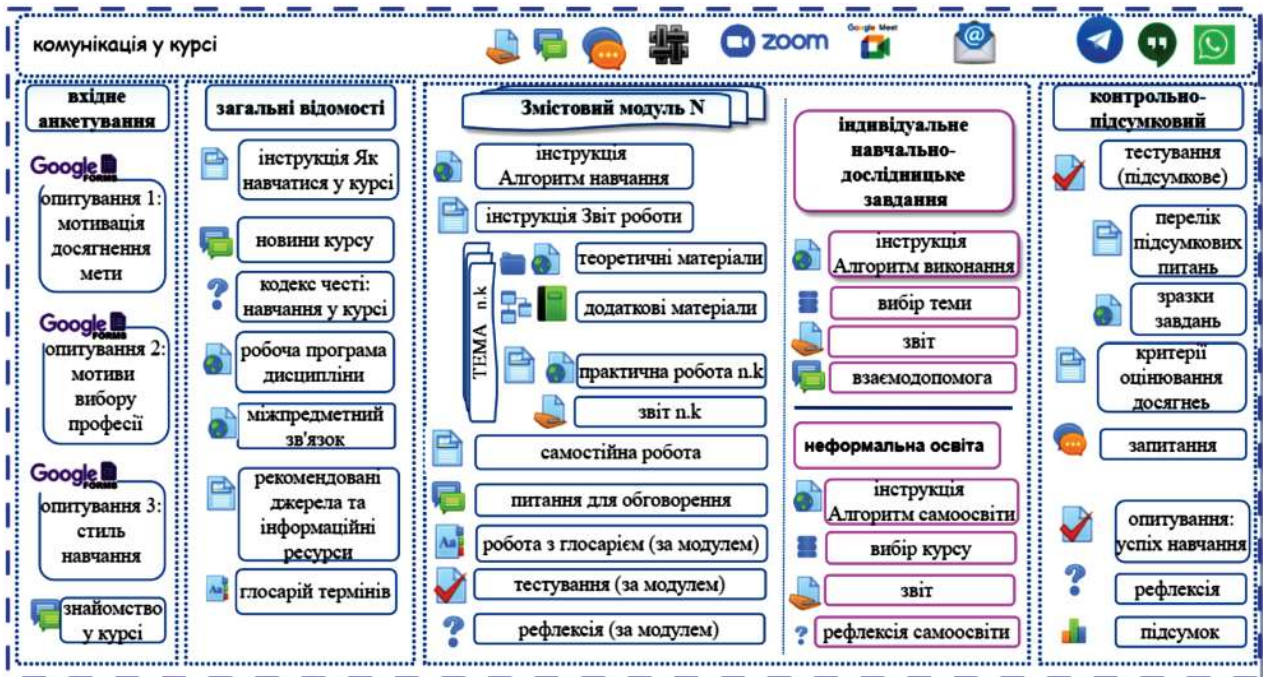 комунікація у курсі
zoom
Google Meet
вхідне
анкетування
Google
FORMS
опитування 1:
мотивація
досягнення
мети
Google
FORMS
опитування 2:
мотиви
вибору
професії
Google
FORMS
опитування 3:
стиль
навчання
знайомство
у курсі
загальні відомості
інструкція Як
навчатися у курсі
новини курсу
кодекс честі:
навчання у курсі
робоча програма
дисципліни
міжпредметний
зв'язок
рекомендовані
джерела та
інформаційні
ресурси
Aa
глосарій термінів
Змістовий модуль N
інструкція
Алгоритм навчання
інструкція Звіт роботи
ТЕМА n.k
теоретичні матеріали
додаткові матеріали
практична робота n.k
звіт n.k
самостійна робота
питання для обговорення
Aa
робота з глосарієм (за модулем)
тестування (за модулем)
рефлексія (за модулем)
індивідуальне
навчально-
дослідницьке
завдання
інструкція
Алгоритм виконання
вибір теми
звіт
взаємодопомога
неформальна освіта
інструкція
Алгоритм самоосвіти
вибір курсу
звіт
рефлексія самоосвіти
контрольно-
підсумковий
тестування
(підсумкове)
перелік
підсумкових
питань
зразки
завдань
критерії
оцінювання
досягнеь
запитання
опитування:
успіх навчання
рефлексія
підсумок